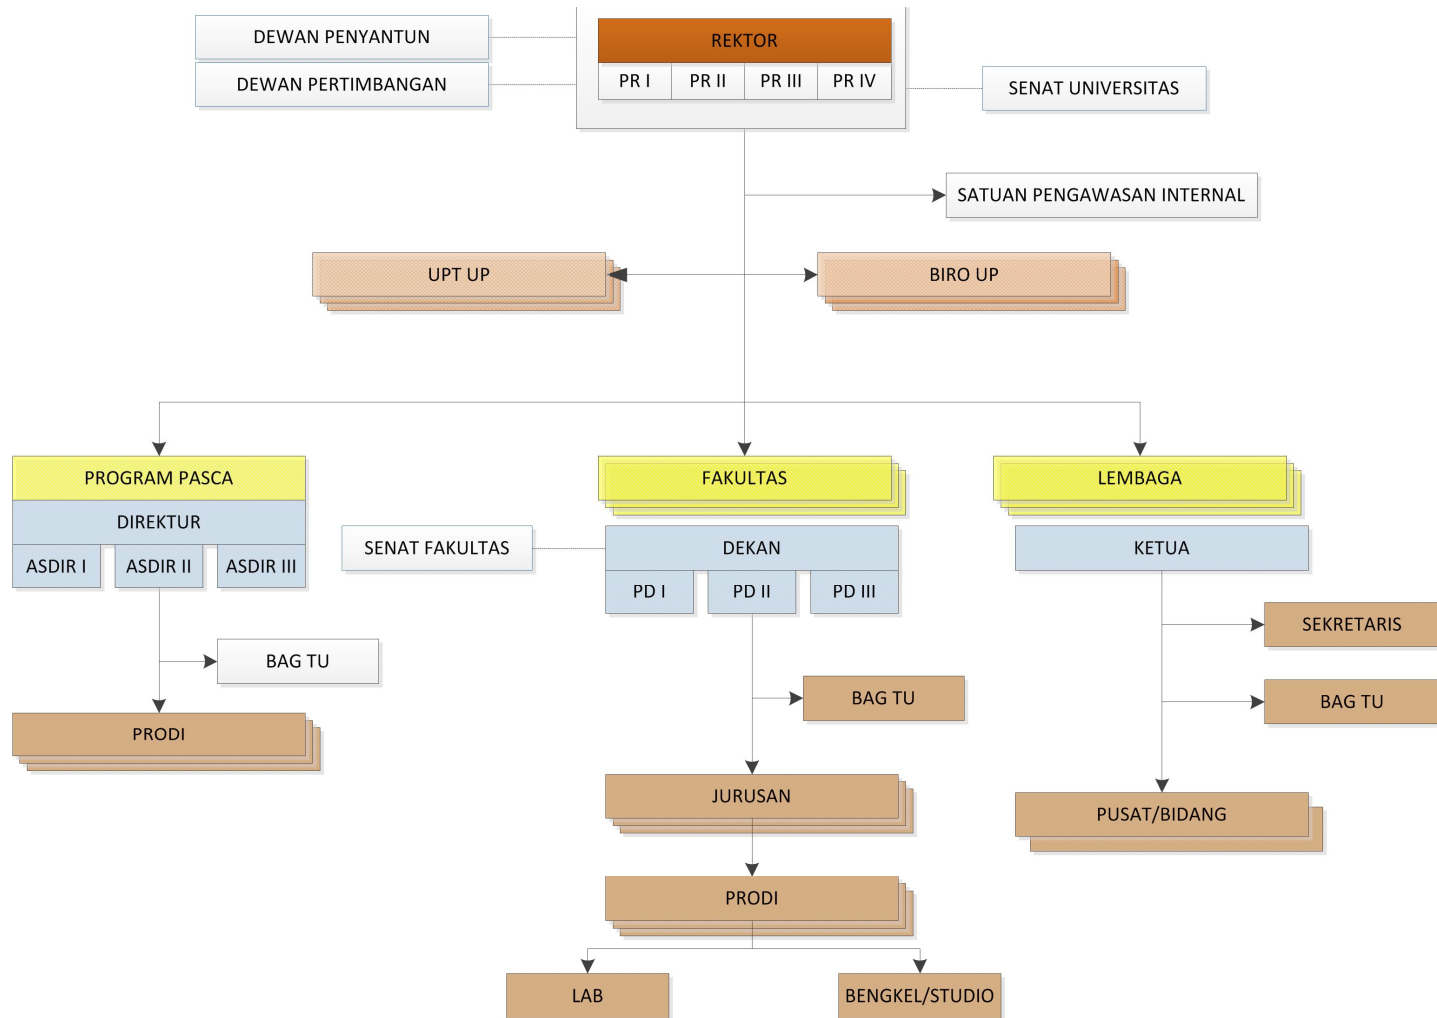 DEWAN PENYANTUN
REKTOR
DEWAN PERTIMBANGAN
PR I
PR II
PR III
PR IV
SENAT UNIVERSITAS
SATUAN PENGAWASAN INTERNAL
UPT UP
BIRO UP
PROGRAM PASCA
FAKULTAS
LEMBAGA
DIREKTUR
SENAT FAKULTAS
DEKAN
KETUA
ASDIR I
ASDIR II
ASDIR III
PD I
PD II
PD III
SEKRETARIS
BAG TU
BAG TU
BAG TU
PRODI
JURUSAN
PUSAT/BIDANG
PRODI
LAB
BENGKEL/STUDIO